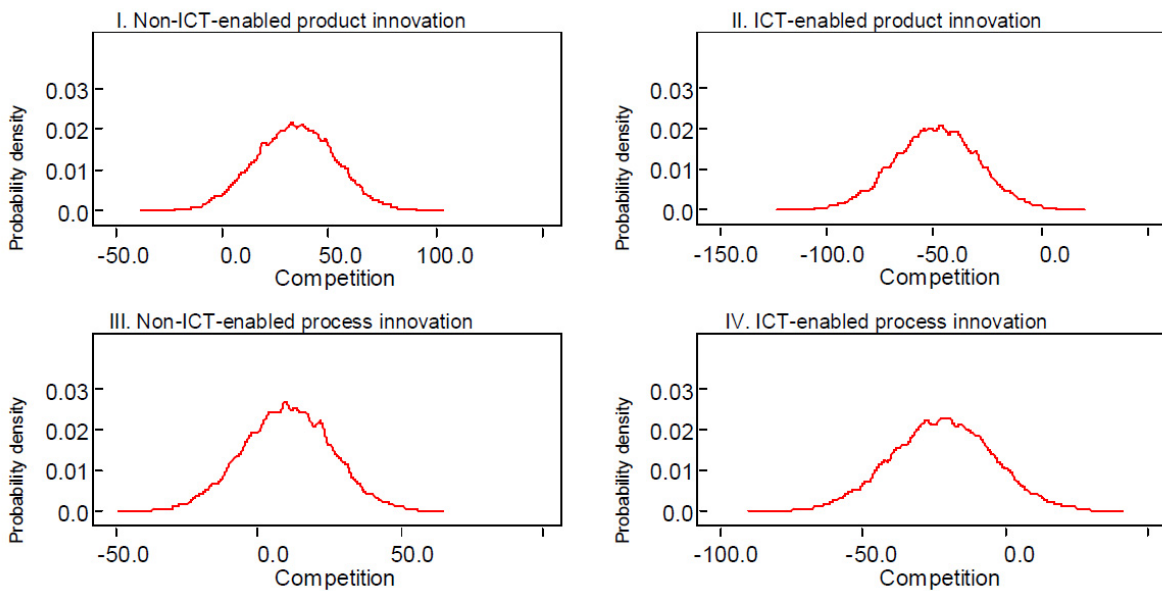 I. Non-ICT-enabled product innovation
Probability density
0.03
0.02
0.01
0.0
-50.0 0.0 50.0 100.0
Competition
II. ICT-enabled product innovation
Probability density
0.03
0.02
0.01
0.0
-150.0 -100.0 -50.0 0.0
Competition
III. Non-ICT-enabled process innovation
Probability density
0.03
0.02
0.01
0.0
-50.0 0.0 50.0
Competition
IV. ICT-enabled process innovation
Probability density
0.03
0.02
0.01
0.0
-100.0 -50.0 0.0
Competition